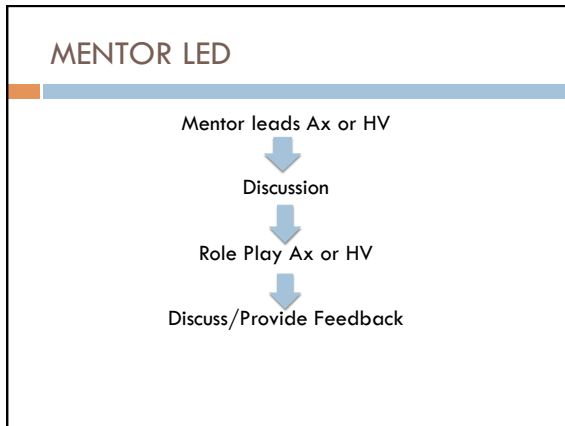 MENTOR LED
Mentor leads Ax or HV
Discussion
Role Play Ax or HV
Discuss/Provide Feedback